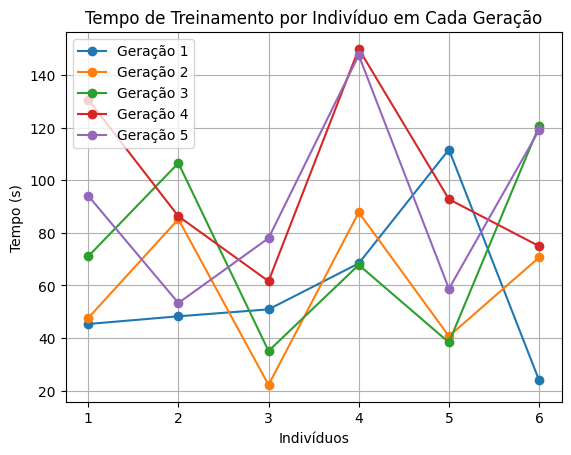 Tempo de Treinamento por Indivíduo em Cada Geração
Geração 1
Geração 2
Geração 3
Geração 4
Geração 5
140
120
100
80
60
40
20
Tempo (s)
1 2 3 4 5 6
Indivíduos